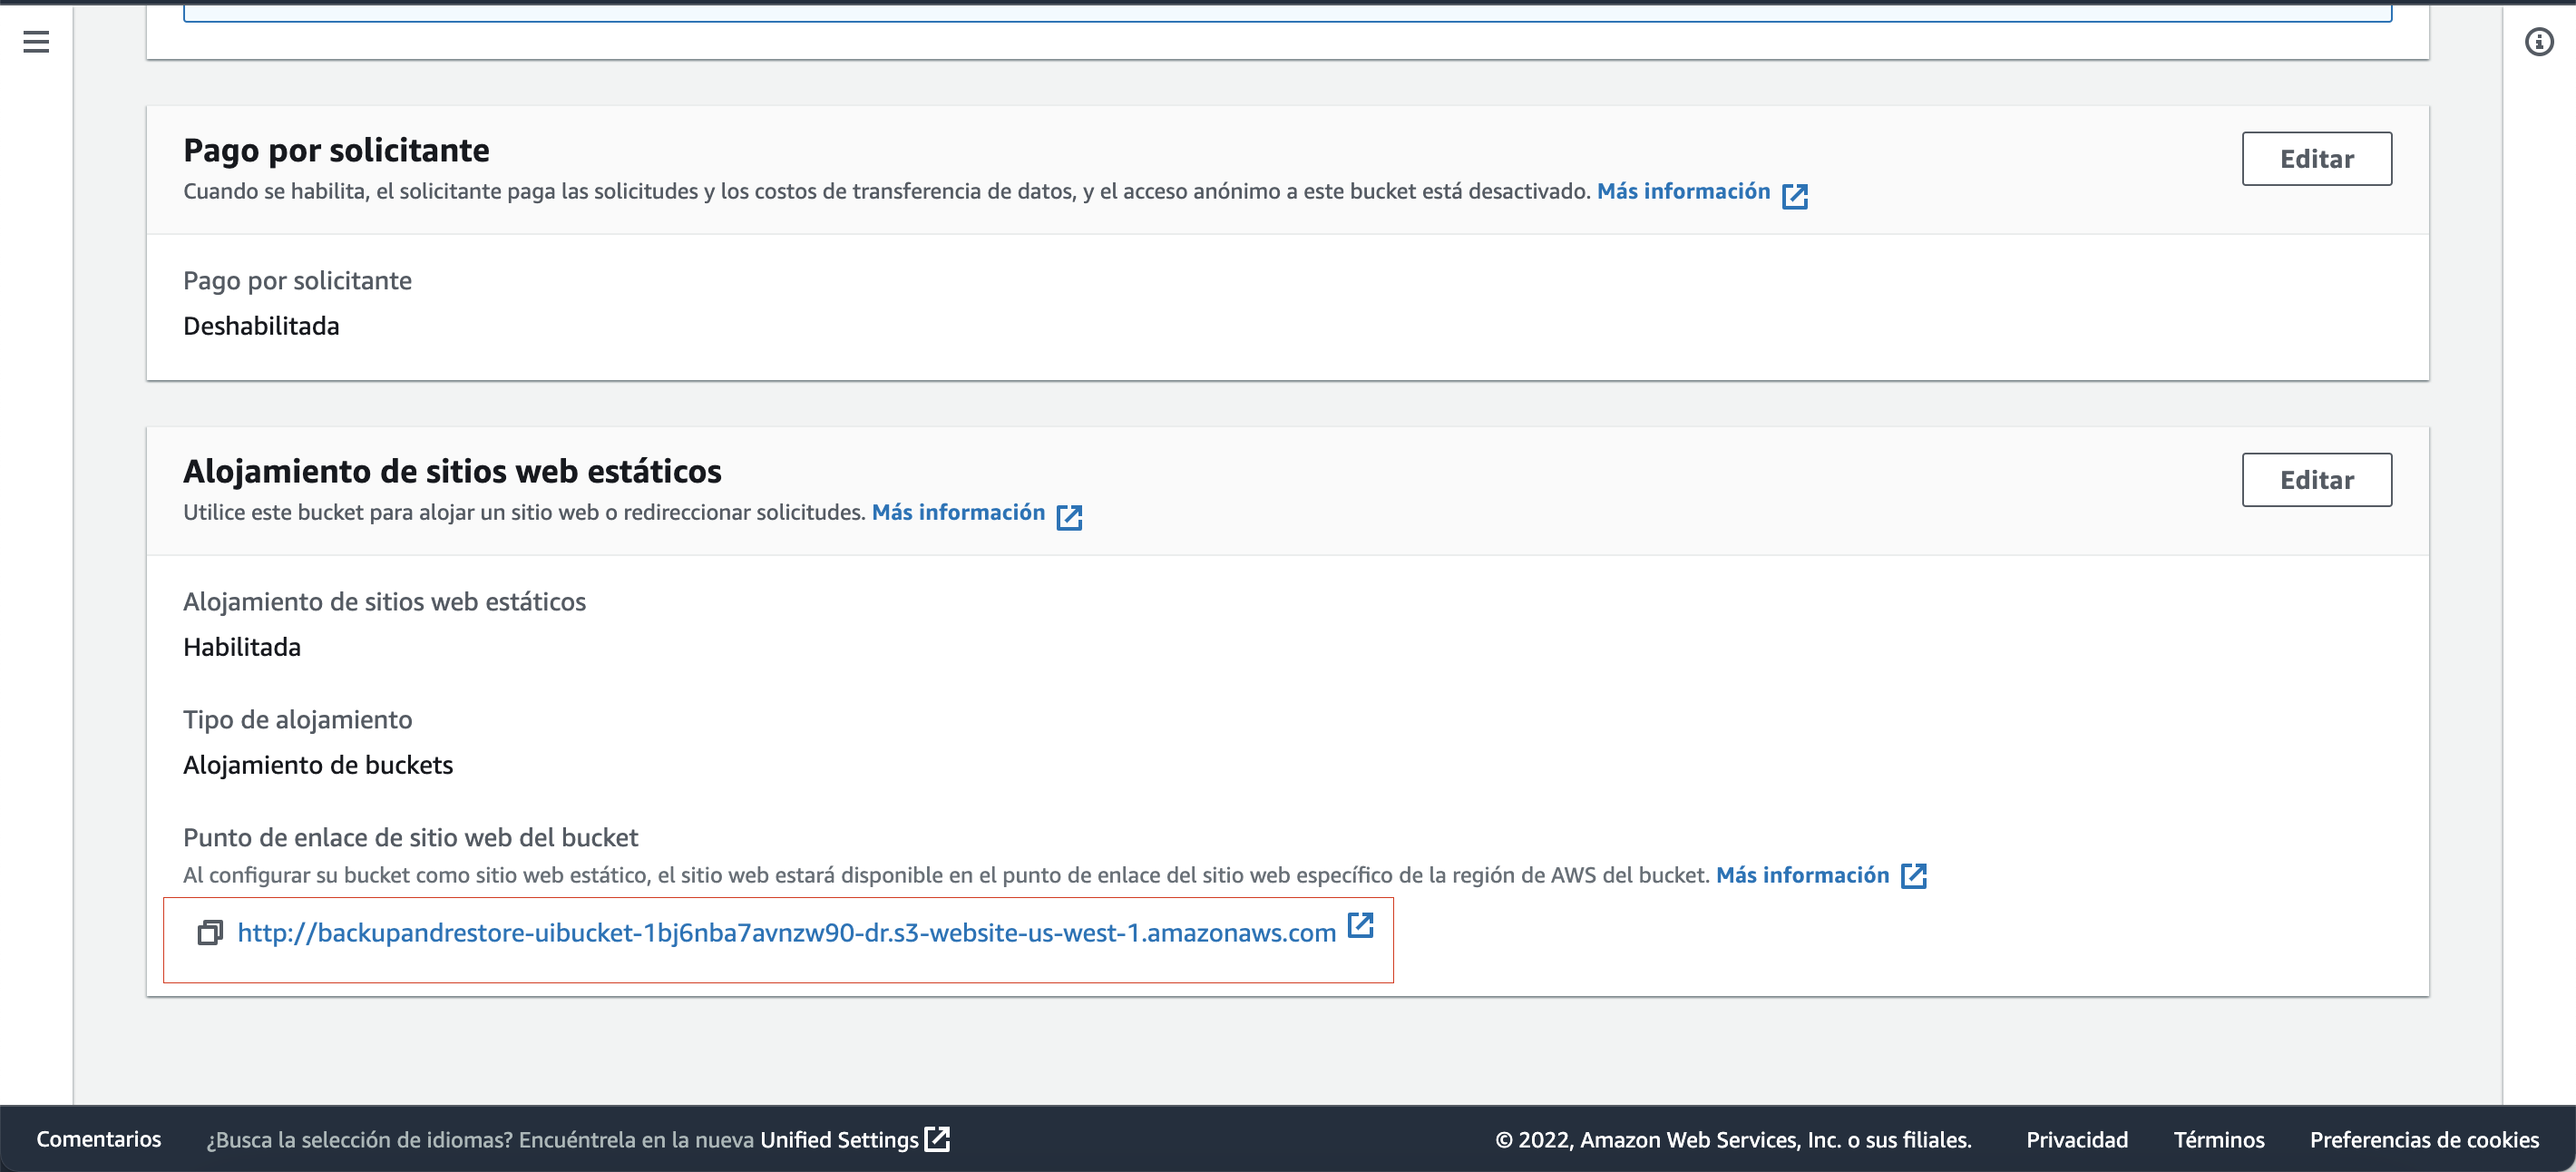 Pago por solicitante
Editar
Cuando se habilita, el solicitante paga las solicitudes y los costos de transferencia de datos, y el acceso anónimo a este bucket está desactivado. Más información
Pago por solicitante
Deshabilitada
Alojamiento de sitios web estáticos
Editar
Utilice este bucket para alojar un sitio web o redireccionar solicitudes. Más información
Alojamiento de sitios web estáticos
Habilitada
Tipo de alojamiento
Alojamiento de buckets
Punto de enlace de sitio web del bucket
Al configurar su bucket como sitio web estático, el sitio web estará disponible en el punto de enlace del sitio web específico de la región de AWS del bucket. Más información
http://backupandrestore-uibucket-1bj6nba7avnzw90-dr.s3-website-us-west-1.amazonaws.com
Comentarios ¿Busca la selección de idiomas? Encuéntrela en la nueva Unified Settings © 2022, Amazon Web Services, Inc. o sus filiales. Privacidad Términos Preferencias de cookies